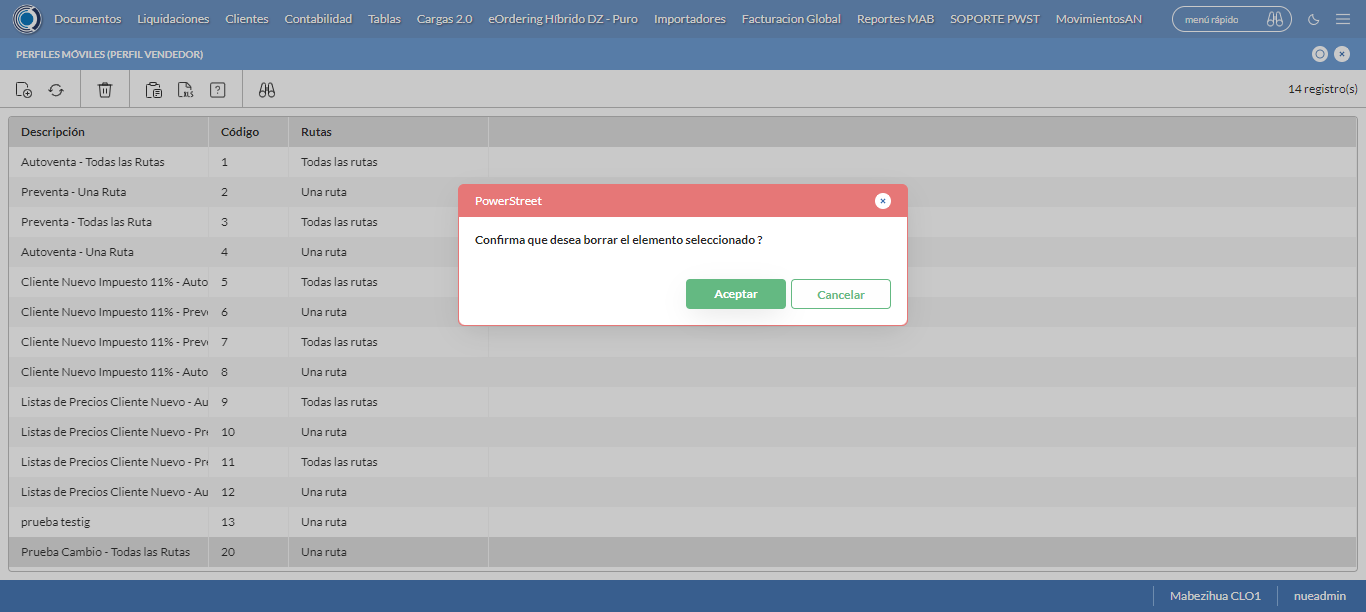 Documentos Liquidaciones Clientes Contabilidad Tablas Cargas 2.0 eOrdering Híbrido DZ - Puro Importadores Facturacion Global Reportes MAB SOPORTE PWST MovimientosAN menú rápido
PERFILES MÓVILES (PERFIL VENDEDOR)
XLS ? 14 registro(s)
Descripción Código Rutas
Autoventa - Todas las Rutas 1 Todas las rutas
Preventa - Una Ruta 2 Una ruta
Preventa - Todas las Ruta 3 Todas las rutas
Autoventa - Una Ruta 4 Una ruta
Cliente Nuevo Impuesto 11% - Auto 5 Todas las rutas
Cliente Nuevo Impuesto 11% - Prev 6 Una ruta
Cliente Nuevo Impuesto 11% - Prev 7 Todas las rutas
Cliente Nuevo Impuesto 11% - Auto 8 Una ruta
Listas de Precios Cliente Nuevo - Au 9 Todas las rutas
Listas de Precios Cliente Nuevo - Pre 10 Una ruta
Listas de Precios Cliente Nuevo - Pre 11 Todas las rutas
Listas de Precios Cliente Nuevo - Au 12 Una ruta
prueba testig 13 Una ruta
Prueba Cambio - Todas las Rutas 20 Una ruta
PowerStreet
Confirma que desea borrar el elemento seleccionado ?
Aceptar Cancelar
Mabezihua CLO1 nueadmin